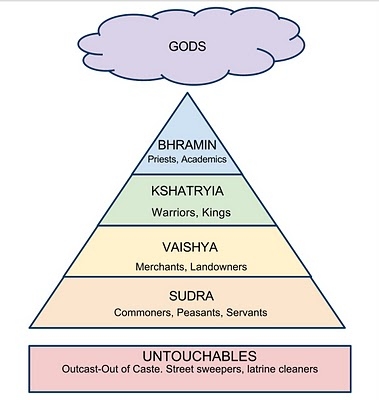 GODS
BHRAMIN
Priests, Academics
KSHATRYIA
Warriors, Kings
VAISHYA
Merchants, Landowners
SUDRA
Commoners, Peasants, Servants
UNTOUCHABLES
Outcast-Out of Caste. Street sweepers, latrine cleaners